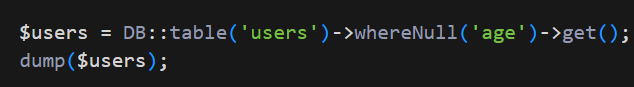 $users = DB::table('users')->whereNull('age')->get();
dump($users);